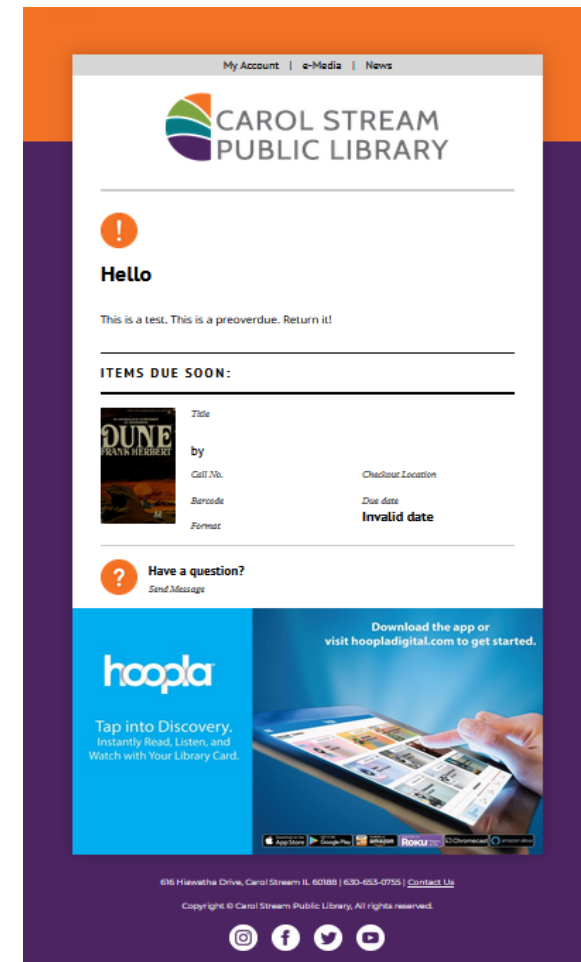 My Account | e-Media | News
CAROL STREAM
PUBLIC LIBRARY
!
Hello
This is a test. This is a preoverdue. Return it!
ITEMS DUE SOON:
DUNE
FRANK HERBERT
Title
by
Call No.
Checkout Location
Barcode
Due date
Invalid date
Format
?
Have a question?
Send Message
Download the app or
visit hoopladigital.com to get started.
hoopla
Tap into Discovery.
Instantly Read, Listen, and
Watch with Your Library Card.
App Store
Google Play
amazon
ROKU
Chromecast
amazon alexa
616 Hiawatha Drive, Carol Stream IL 60188 | 630-653-0755 | Contact Us
Copyright © Carol Stream Public Library, All rights reserved.